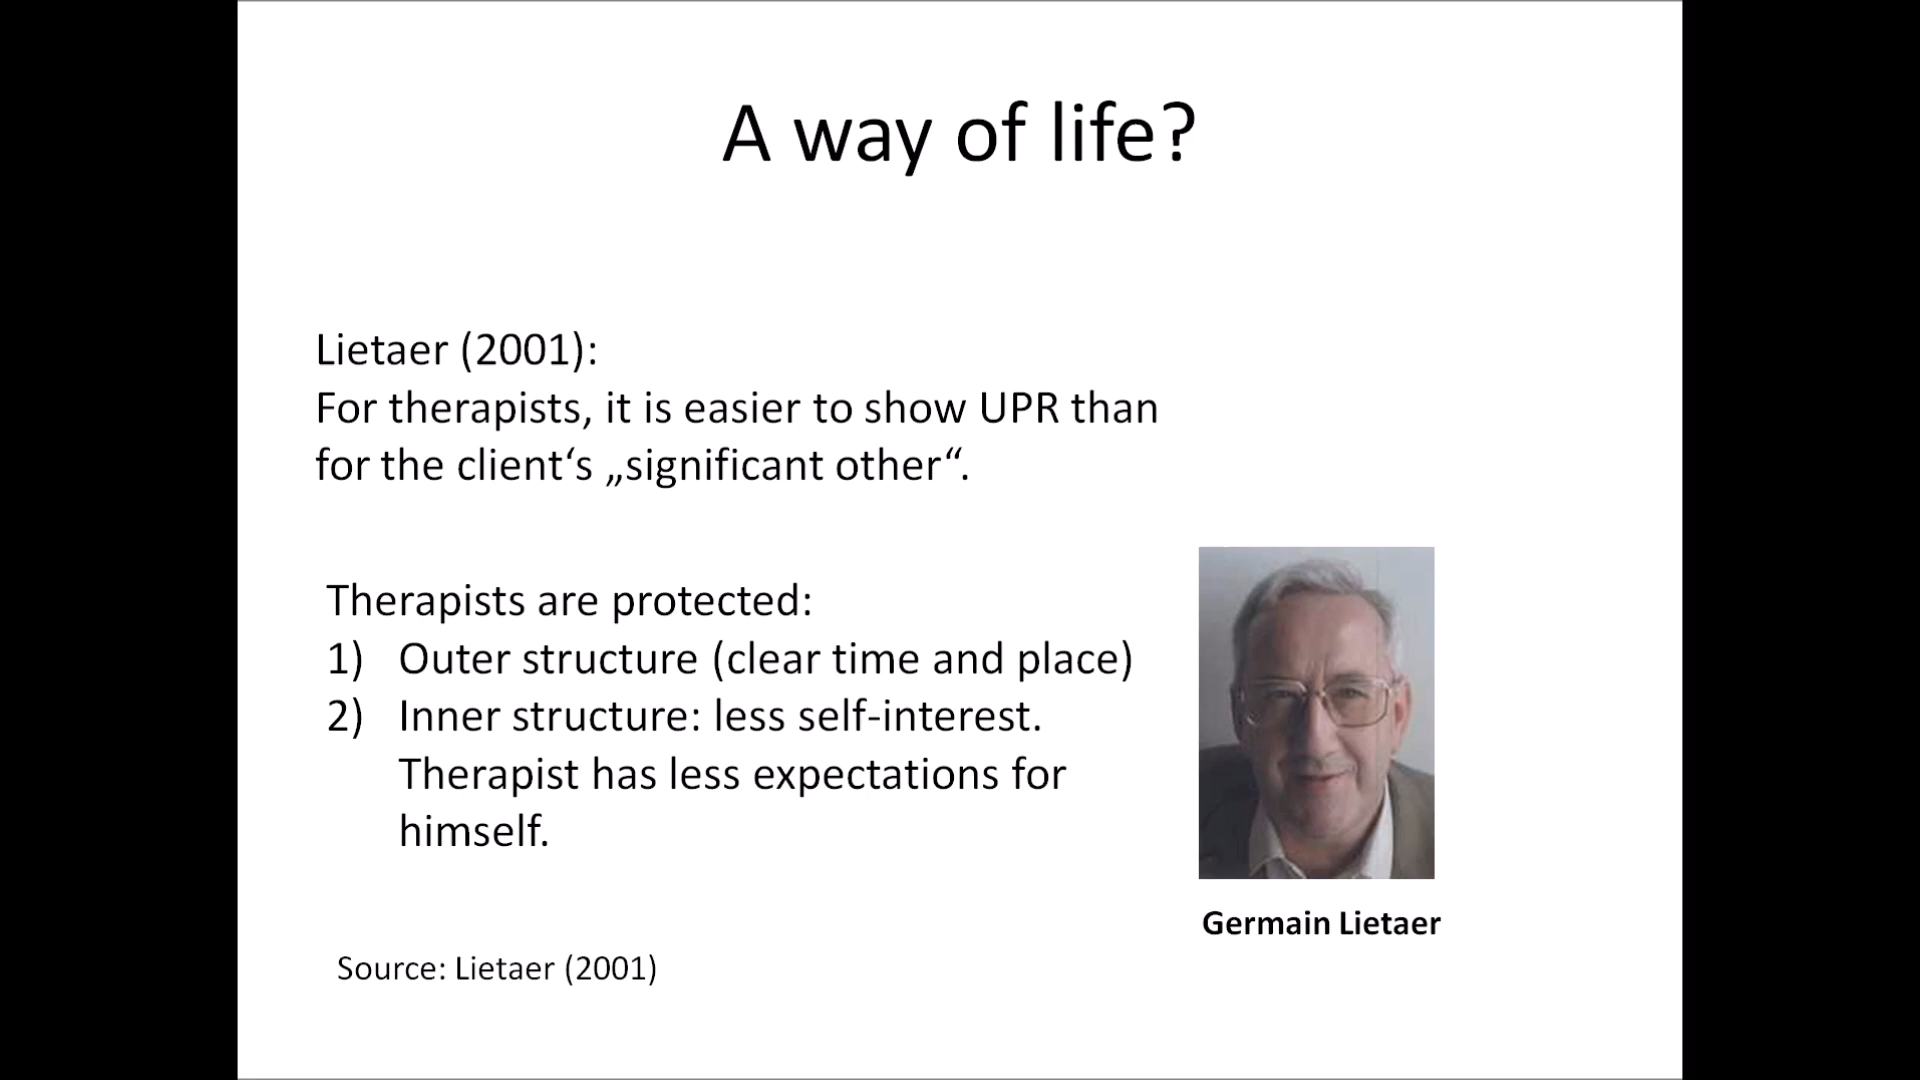 A way of life?
Lietaer (2001):
For therapists, it is easier to show UPR than
for the client‘s „significant other“.
Therapists are protected:
1) Outer structure (clear time and place)
2) Inner structure: less self-interest.
Therapist has less expectations for
himself.
Germain Lietaer
Source: Lietaer (2001)